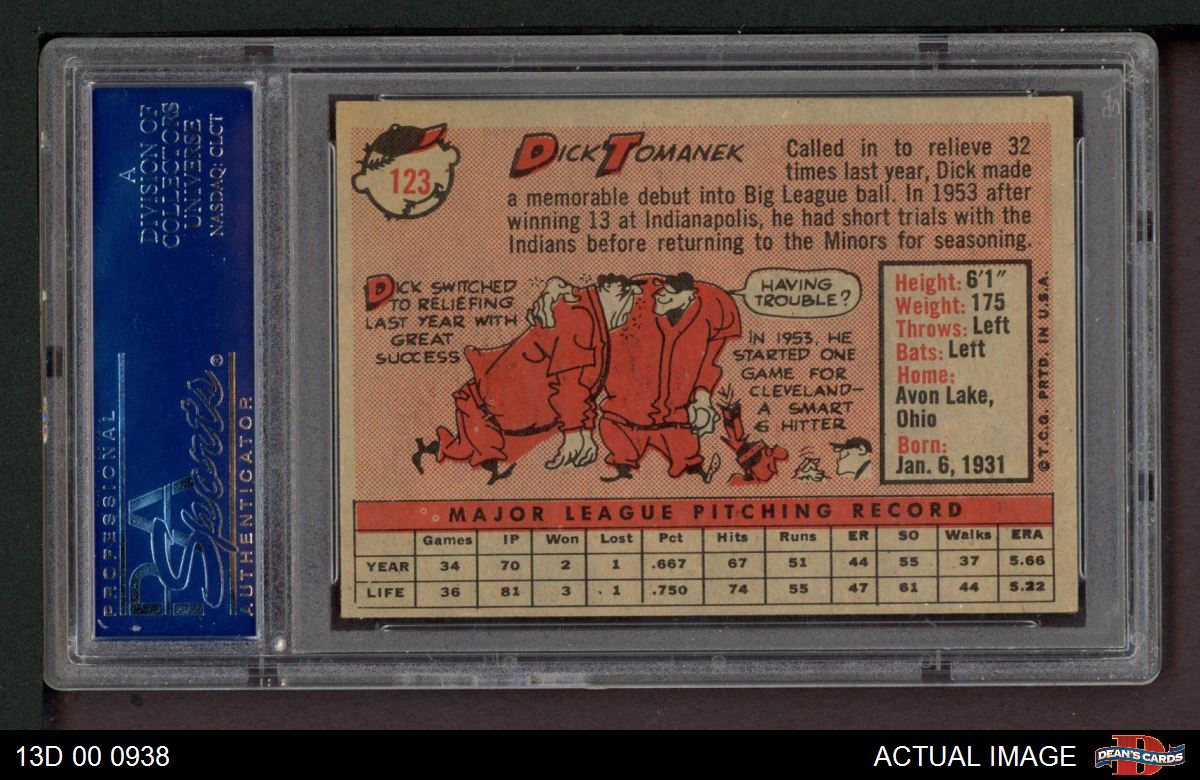 A
DIVISION OF
COLLECTORS
UNIVERSE
NASDAQ: CLCT
PROFESSIONAL
PSA
Sports®
AUTHENTICATOR
PSA
123
DICK TOMANEK
Called in to relieve 32
times last year, Dick made
a memorable debut into Big League ball. In 1953 after
winning 13 at Indianapolis, he had short trials with the
Indians before returning to the Minors for seasoning.
DICK SWITCHED
TO RELIEFING
LAST YEAR WITH
GREAT
SUCCESS
HAVING
TROUBLE?
IN 1953, HE
STARTED ONE
GAME FOR
CLEVELAND—
A SMART
6 HITTER
Height: 6'1"
Weight: 175
Throws: Left
Bats: Left
Home:
Avon Lake,
Ohio
Born:
Jan. 6, 1931
©T.C.G. PRTD. IN U.S.A.
MAJOR LEAGUE PITCHING RECORD
Games IP Won Lost Pct Hits Runs ER SO Walks ERA
YEAR 34 70 2 1 .667 67 51 44 55 37 5.66
LIFE 36 81 3 1 .750 74 55 47 61 44 5.22
13D 00 0938
ACTUAL IMAGE
DEAN'S CARDS